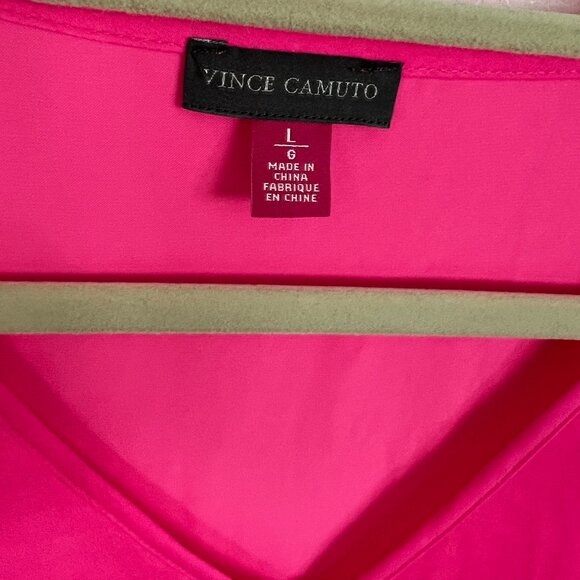 VINCE CAMUTO
L
G
MADE IN
CHINA
FABRIQUE
EN CHINE